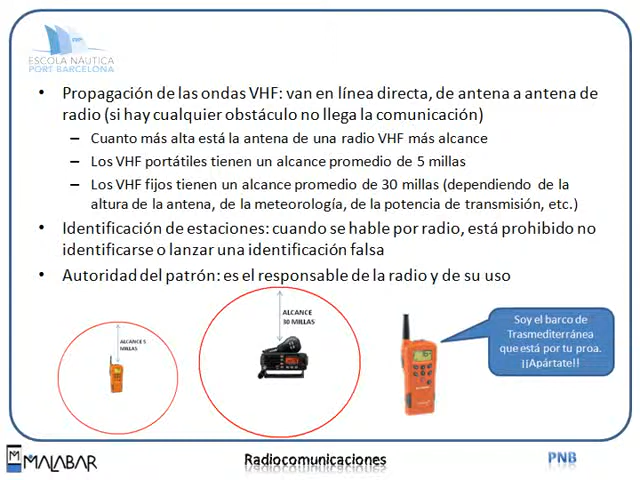 ESCOLA NÀUTICA
PORT BARCELONA
• Propagación de las ondas VHF: van en línea directa, de antena a antena de
radio (si hay cualquier obstáculo no llega la comunicación)
– Cuanto más alta está la antena de una radio VHF más alcance
– Los VHF portátiles tienen un alcance promedio de 5 millas
– Los VHF fijos tienen un alcance promedio de 30 millas (dependiendo de la
altura de la antena, de la meteorología, de la potencia de transmisión, etc.)
• Identificación de estaciones: cuando se hable por radio, está prohibido no
identificarse o lanzar una identificación falsa
• Autoridad del patrón: es el responsable de la radio y de su uso
ALCANCE 5
MILLAS
ALCANCE
30 MILLAS
Soy el barco de
Trasmediterránea
que está por tu proa.
¡¡Apártate!!
MALABAR
Radiocomunicaciones
PNB